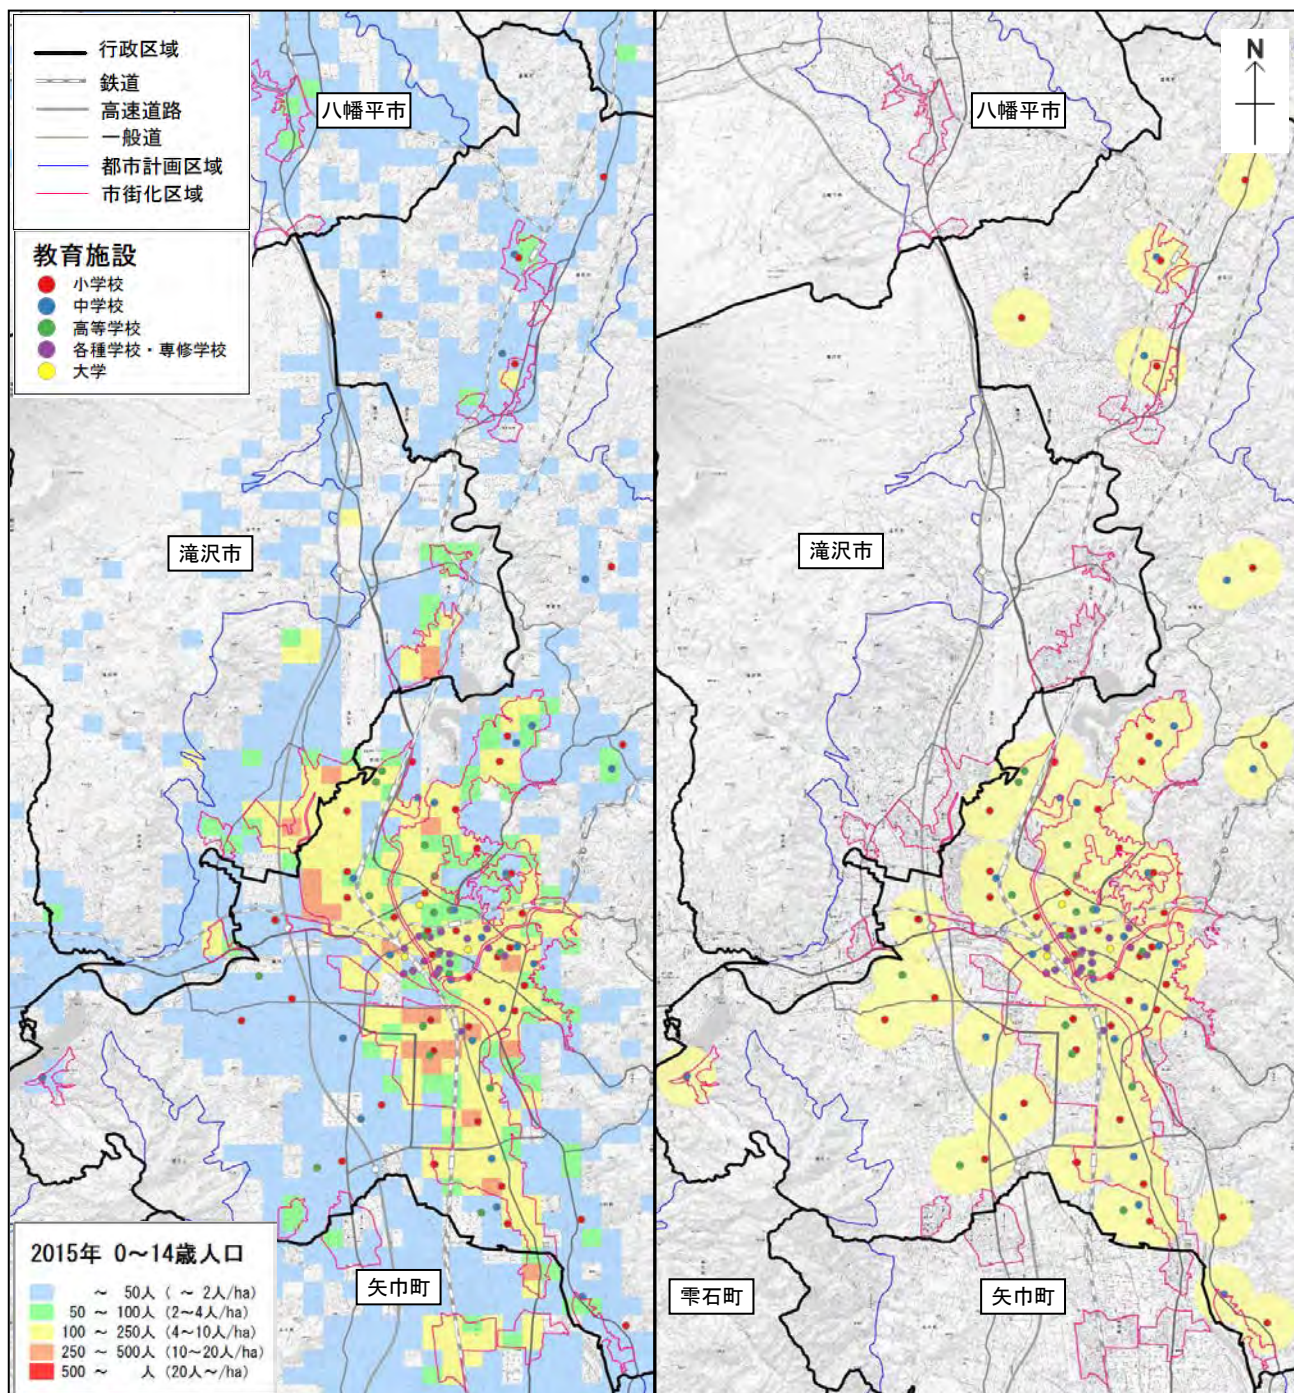 行政区域
鉄道
高速道路
一般道
都市計画区域
市街化区域
教育施設
小学校
中学校
高等学校
各種学校・専修学校
大学
八幡平市
滝沢市
矢巾町
2015年 0~14歳人口
~ 50人 ( ~ 2人/ha)
50 ~ 100人 (2~4人/ha)
100 ~ 250人 (4~10人/ha)
250 ~ 500人 (10~20人/ha)
500 ~ 人 (20人~/ha)
N
八幡平市
滝沢市
雫石町
矢巾町